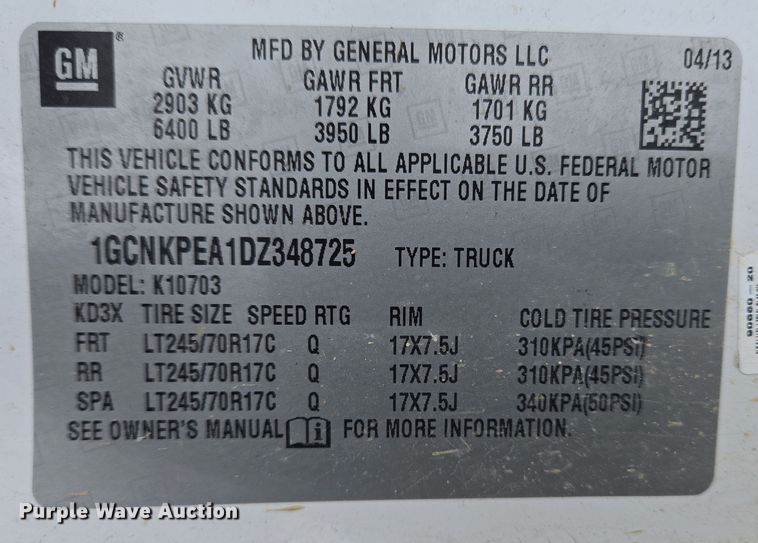 GM®
MFD BY GENERAL MOTORS LLC
04/13
GVWR GAWR FRT GAWR RR
2903 KG 1792 KG 1701 KG
6400 LB 3950 LB 3750 LB
THIS VEHICLE CONFORMS TO ALL APPLICABLE U.S. FEDERAL MOTOR
VEHICLE SAFETY STANDARDS IN EFFECT ON THE DATE OF
MANUFACTURE SHOWN ABOVE.
1GCNKPEA1DZ348725 TYPE: TRUCK
MODEL: K10703
KD3X TIRE SIZE SPEED RTG RIM COLD TIRE PRESSURE
FRT LT245/70R17C Q 17X7.5J 310KPA(45PSI)
RR LT245/70R17C Q 17X7.5J 310KPA(45PSI)
SPA LT245/70R17C Q 17X7.5J 340KPA(50PSI)
SEE OWNER'S MANUAL i FOR MORE INFORMATION.
Purple Wave Auction